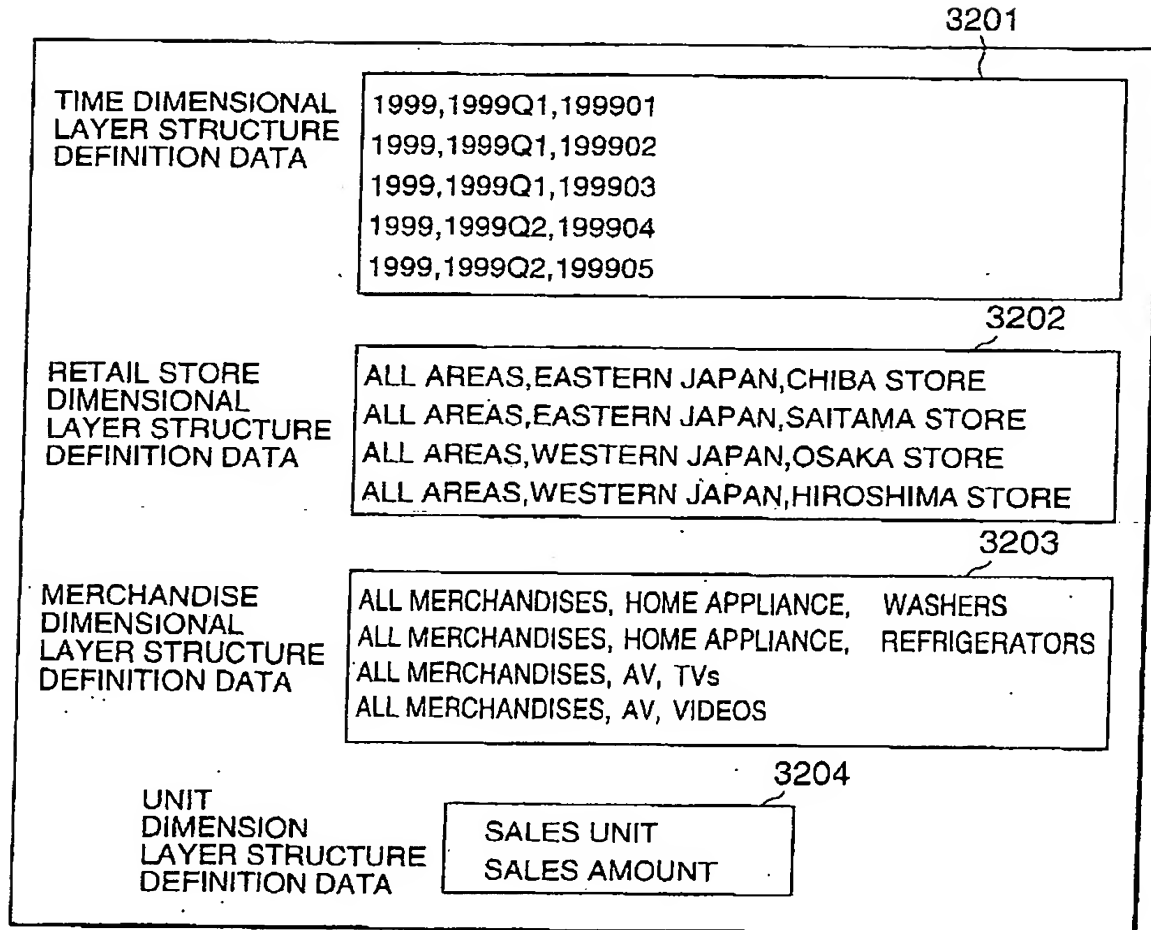 3201
TIME DIMENSIONAL
LAYER STRUCTURE
DEFINITION DATA
1999,1999Q1,199901
1999,1999Q1,199902
1999,1999Q1,199903
1999,1999Q2,199904
1999,1999Q2,199905
3202
RETAIL STORE
DIMENSIONAL
LAYER STRUCTURE
DEFINITION DATA
ALL AREAS,EASTERN JAPAN,CHIBA STORE
ALL AREAS,EASTERN JAPAN,SAITAMA STORE
ALL AREAS,WESTERN JAPAN,OSAKA STORE
ALL AREAS,WESTERN JAPAN,HIROSHIMA STORE
3203
MERCHANDISE
DIMENSIONAL
LAYER STRUCTURE
DEFINITION DATA
ALL MERCHANDISES, HOME APPLIANCE, WASHERS
ALL MERCHANDISES, HOME APPLIANCE, REFRIGERATORS
ALL MERCHANDISES, AV, TVs
ALL MERCHANDISES, AV, VIDEOS
3204
UNIT
DIMENSION
LAYER STRUCTURE
DEFINITION DATA
SALES UNIT
SALES AMOUNT